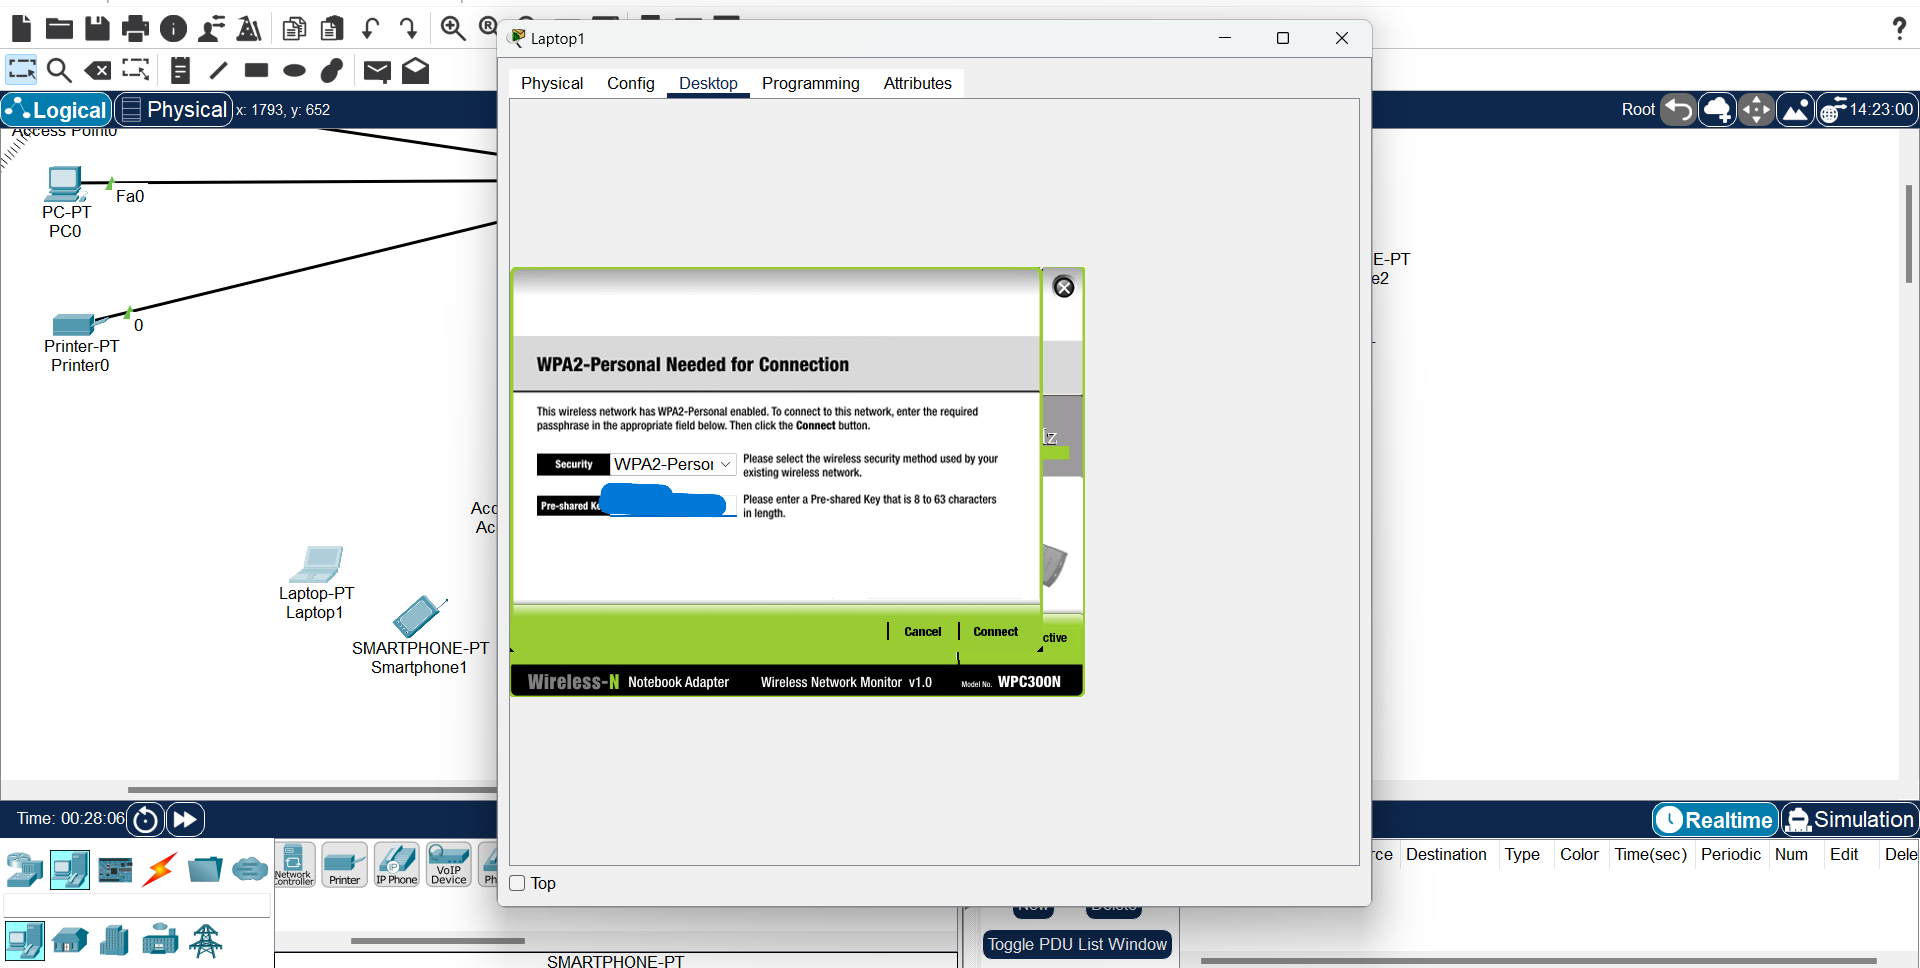 Laptop1
Physical Config Desktop Programming Attributes
Logical Physical x: 1793, y: 652
Root 14:23:00
Access Point0
Fa0
PC-PT
PC0
0
Printer-PT
Printer0
E-PT
e2
WPA2-Personal Needed for Connection
This wireless network has WPA2-Personal enabled. To connect to this network, enter the required
passphrase in the appropriate field below. Then click the Connect button.
Security WPA2-Person Please select the wireless security method used by your
existing wireless network.
Pre-shared Ke Please enter a Pre-shared Key that is 8 to 63 characters
in length.
Iz
Acc
Ac
Laptop-PT
Laptop1
SMARTPHONE-PT
Smartphone1
Cancel Connect
ctive
Wireless-N Notebook Adapter Wireless Network Monitor v1.0 Model No. WPC300N
Time: 00:28:06
Realtime Simulation
Top
rce Destination Type Color Time(sec) Periodic Num Edit Dele
Network
Controller
Printer
IP
IP Phone
VoIP
Device
Ph
New Delete
Toggle PDU List Window
SMARTPHONE-PT